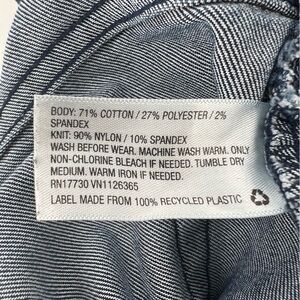 BODY: 71% COTTON / 27% POLYESTER / 2%
SPANDEX
KNIT: 90% NYLON / 10% SPANDEX
WASH BEFORE WEAR. MACHINE WASH WARM. ONLY
NON-CHLORINE BLEACH IF NEEDED. TUMBLE DRY
MEDIUM. WARM IRON IF NEEDED.
RN17730 VN1126365
LABEL MADE FROM 100% RECYCLED PLASTIC